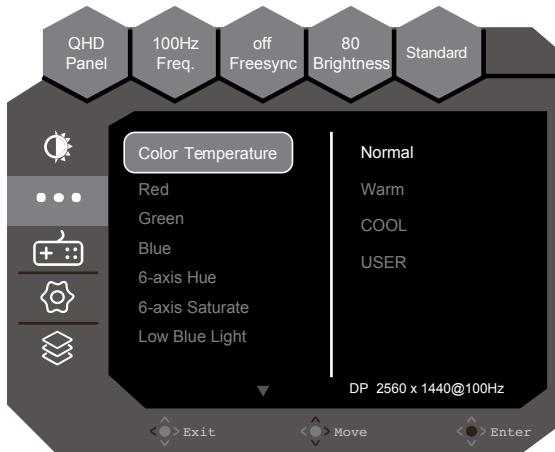 QHD
Panel
100Hz
Freq.
off
Freesync
80
Brightness
Standard
Color Temperature
Red
Green
Blue
6-axis Hue
6-axis Saturate
Low Blue Light
Normal
Warm
COOL
USER
DP 2560 x 1440@100Hz
Exit
Move
Enter